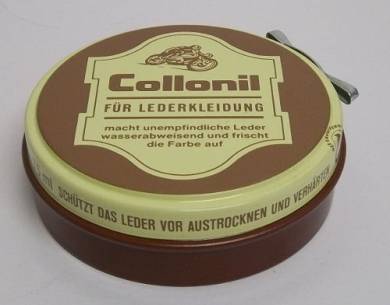 Collonil
FÜR LEDERKLEIDUNG
macht unempfindliche Leder
wasserabweisend und frischt
die Farbe auf
ml SCHÜTZT DAS LEDER VOR AUSTROCKNEN UND VERHÄRTEN